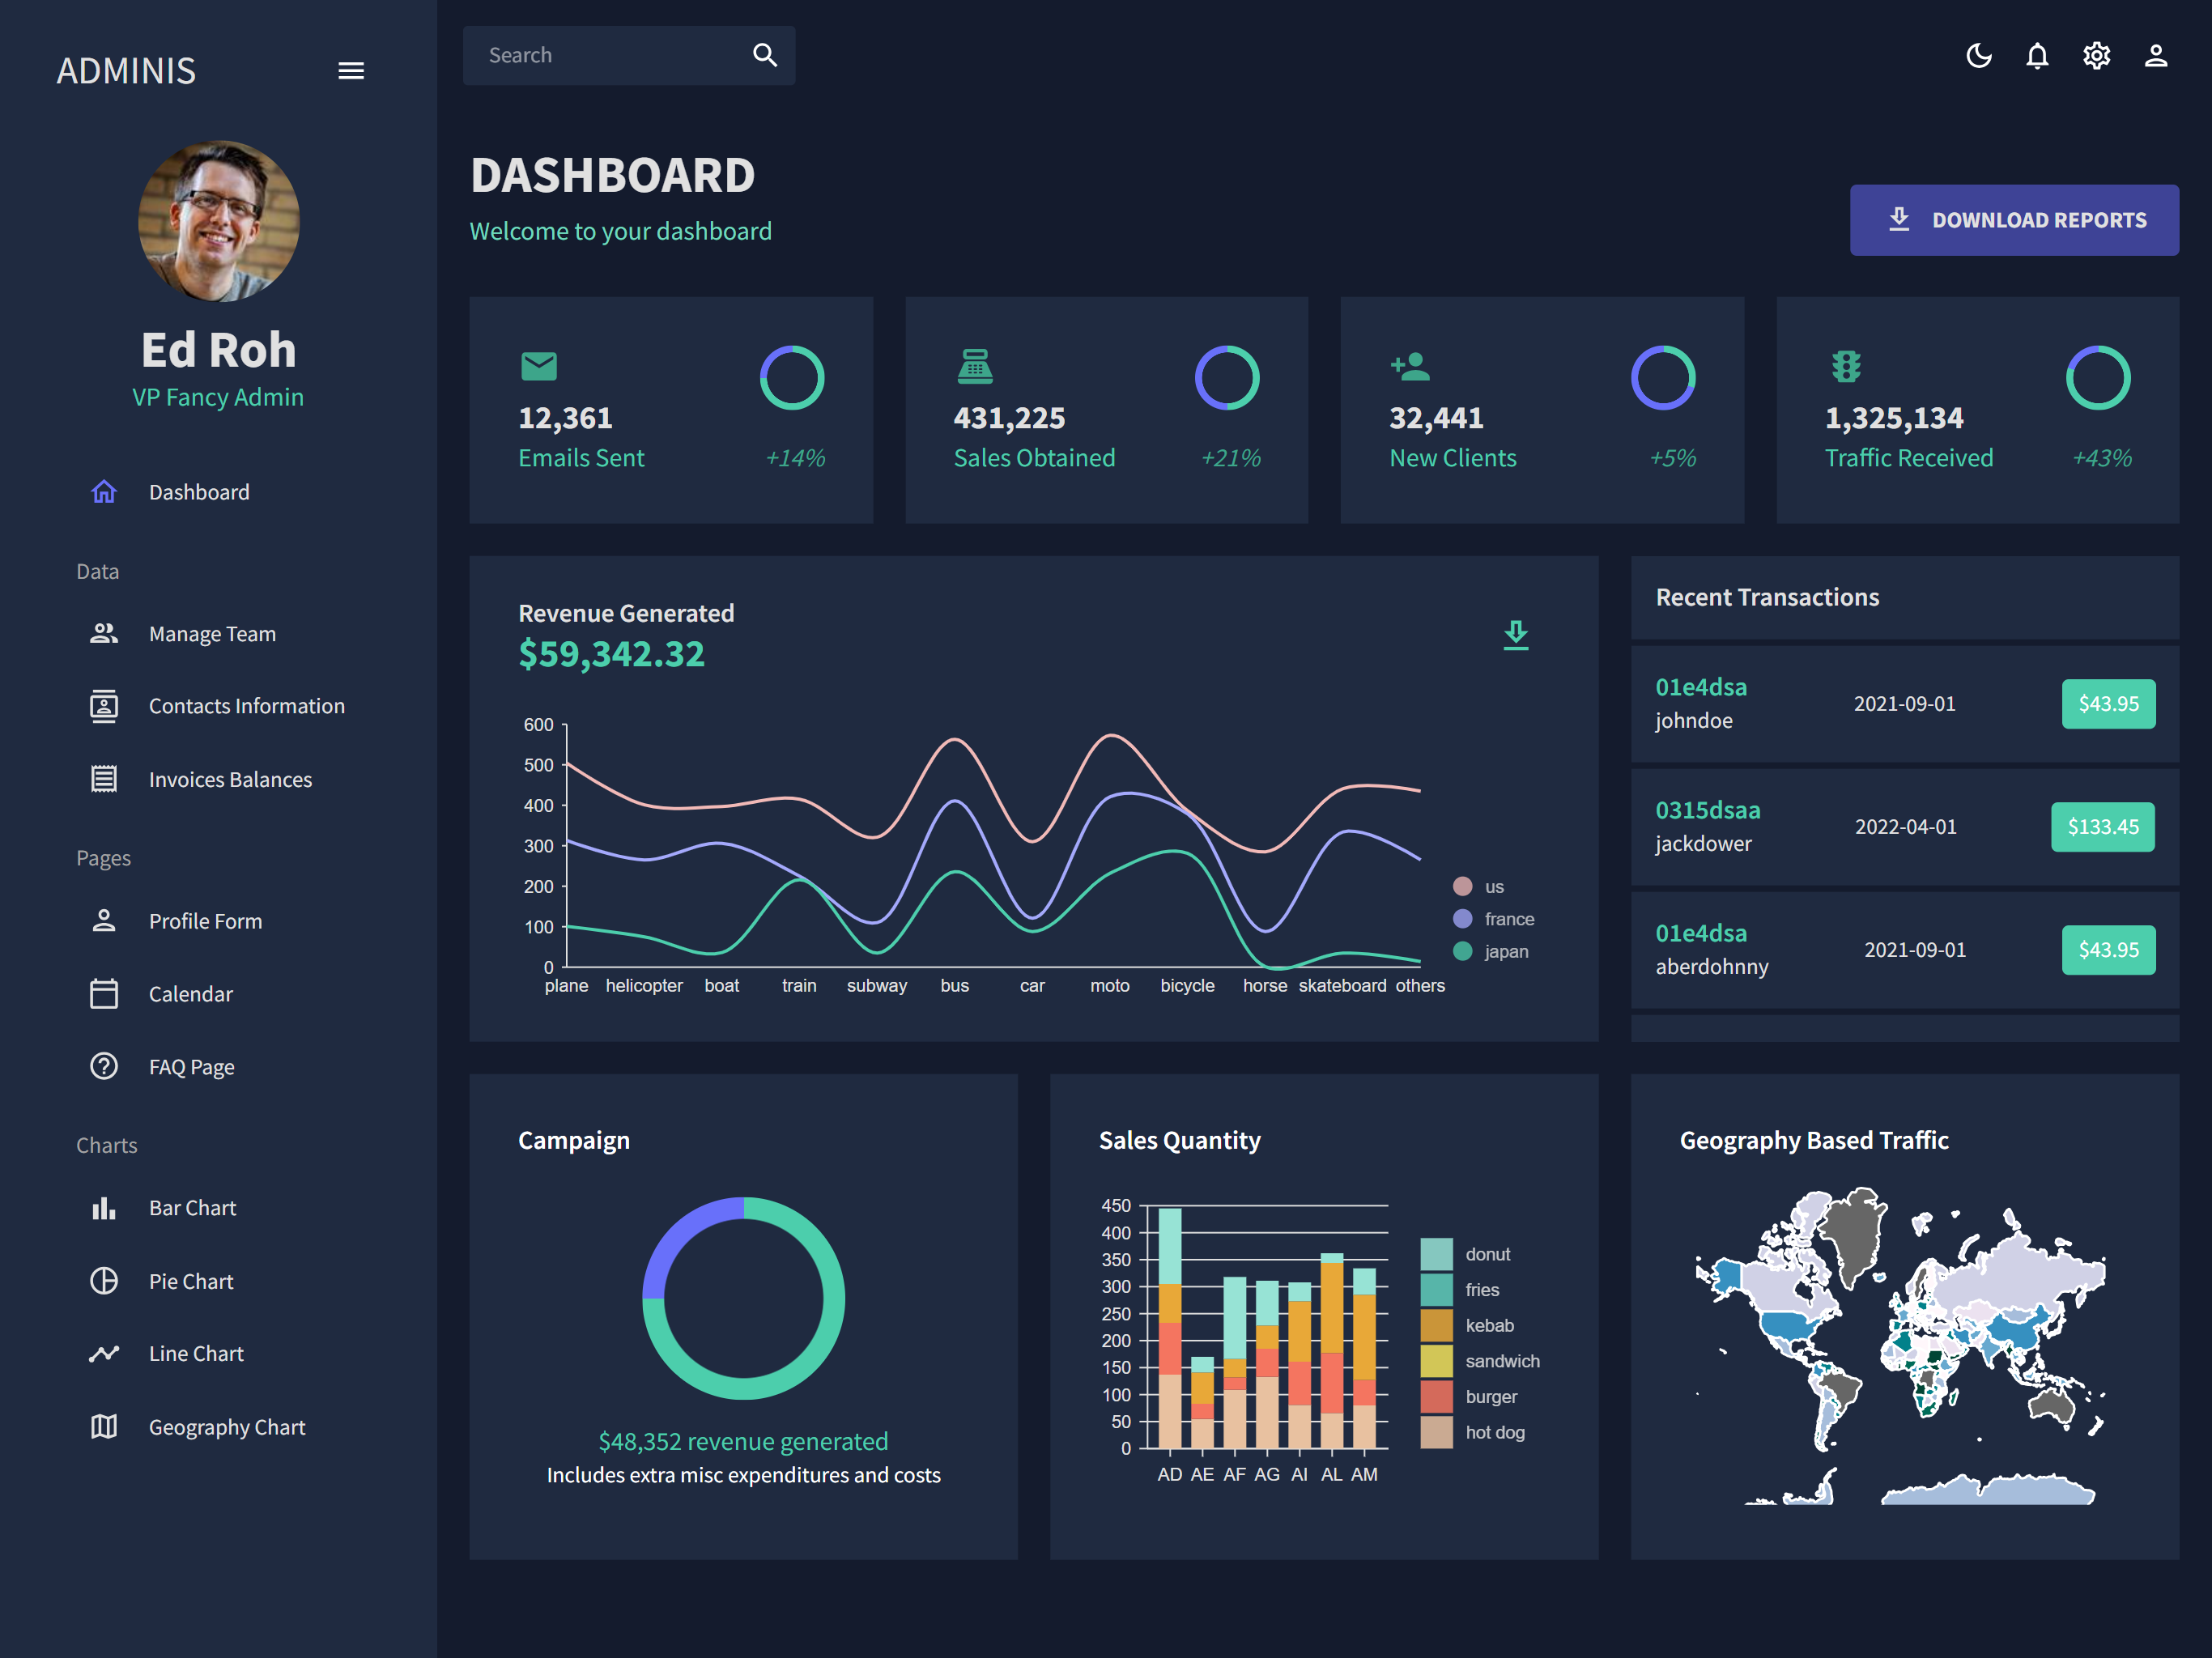 ADMINIS
Ed Roh
VP Fancy Admin
Dashboard
Data
Manage Team
Contacts Information
Invoices Balances
Pages
Profile Form
Calendar
FAQ Page
Charts
Bar Chart
Pie Chart
Line Chart
Geography Chart
Search
DASHBOARD
Welcome to your dashboard
DOWNLOAD REPORTS
12,361
Emails Sent +14%
431,225
Sales Obtained +21%
32,441
New Clients +5%
1,325,134
Traffic Received +43%
Revenue Generated
$59,342.32
600
500
400
300
200
100
0
plane helicopter boat train subway bus car moto bicycle horse skateboard others
us
france
japan
Recent Transactions
01e4dsa
johndoe
2021-09-01
$43.95
0315dsaa
jackdower
2022-04-01
$133.45
01e4dsa
aberdohnny
2021-09-01
$43.95
Campaign
$48,352 revenue generated
Includes extra misc expenditures and costs
Sales Quantity
450
400
350
300
250
200
150
100
50
0
AD AE AF AG AI AL AM
donut
fries
kebab
sandwich
burger
hot dog
Geography Based Traffic